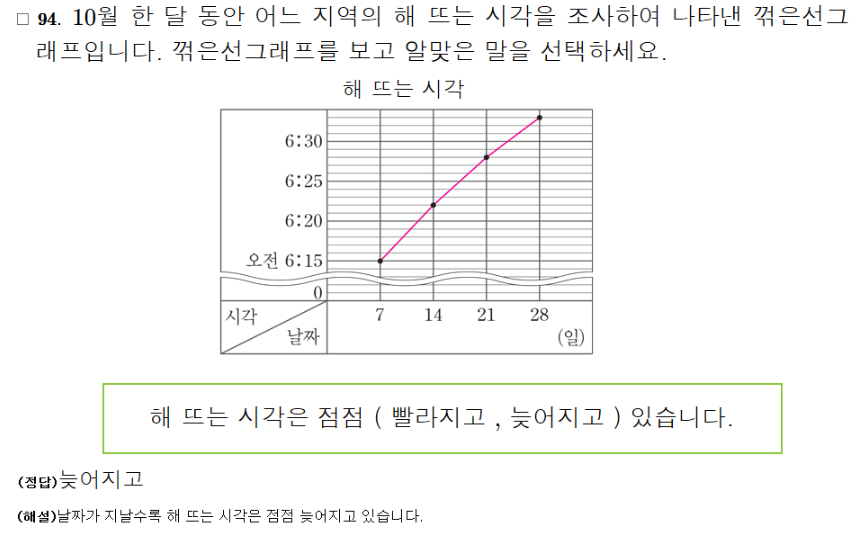 □ 94. 10월 한 달 동안 어느 지역의 해 뜨는 시각을 조사하여 나타낸 꺾은선그
래프입니다. 꺾은선그래프를 보고 알맞은 말을 선택하세요.
해 뜨는 시각
6:30
6:25
6:20
오전 6:15
0
시각
날짜
7 14 21 28
(일)
해 뜨는 시각은 점점 ( 빨라지고 , 늦어지고 ) 있습니다.
(정답)늦어지고
(해설)날짜가 지날수록 해 뜨는 시각은 점점 늦어지고 있습니다.